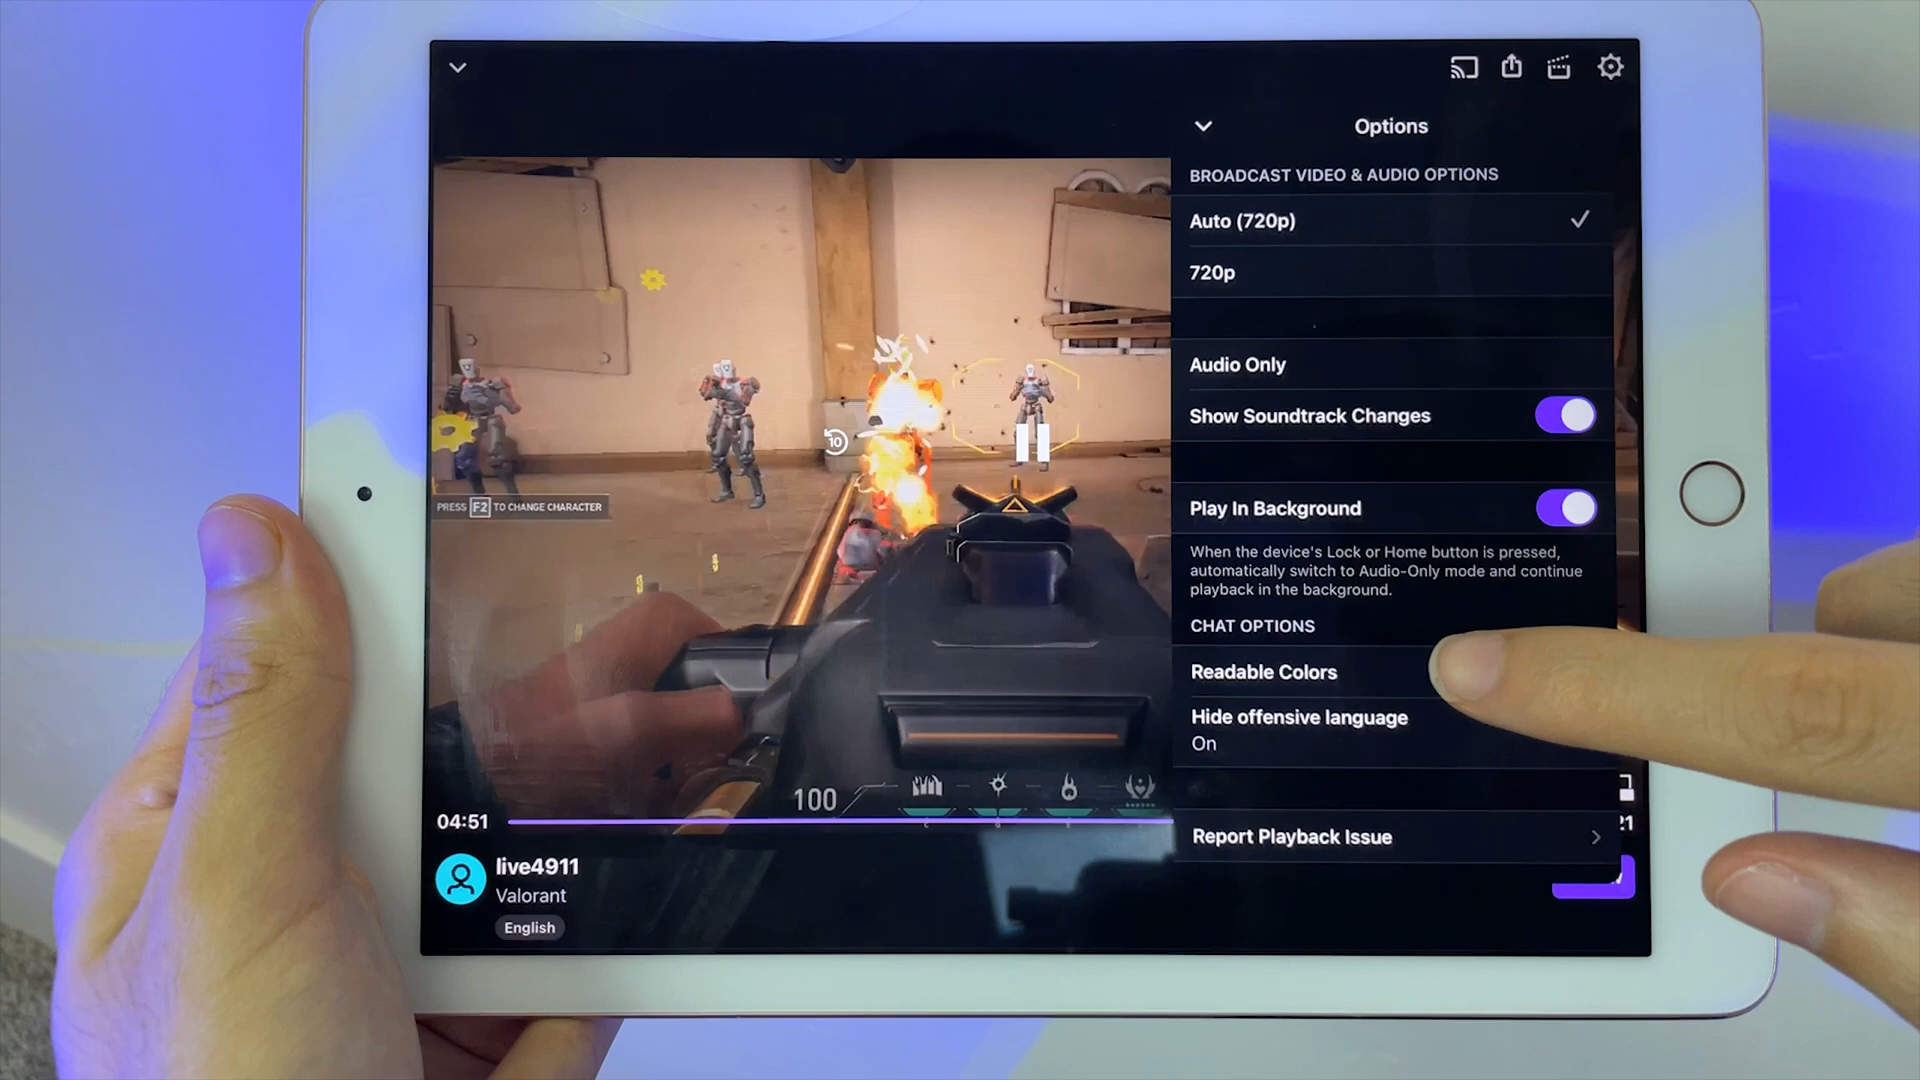 Options
BROADCAST VIDEO & AUDIO OPTIONS
Auto (720p)
720p
Audio Only
Show Soundtrack Changes
Play In Background
When the device's Lock or Home button is pressed,
automatically switch to Audio-Only mode and continue
playback in the background.
CHAT OPTIONS
Readable Colors
Hide offensive language
On
Report Playback Issue
10
PRESS F2 TO CHANGE CHARACTER
100
04:51
21
live4911
Valorant
English